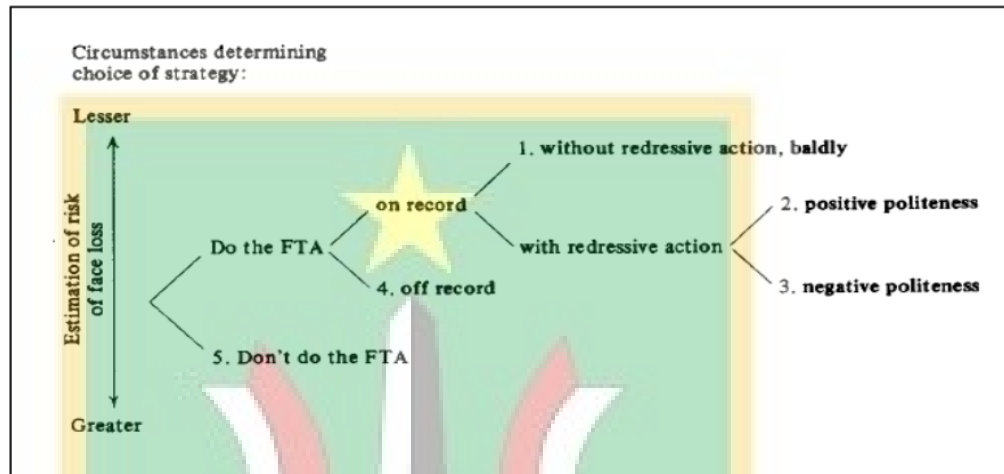 Circumstances determining
choice of strategy:
Lesser
Estimation of risk
of face loss
Greater
Do the FTA
on record
1. without redressive action, baldly
with redressive action
2. positive politeness
3. negative politeness
4. off record
5. Don't do the FTA